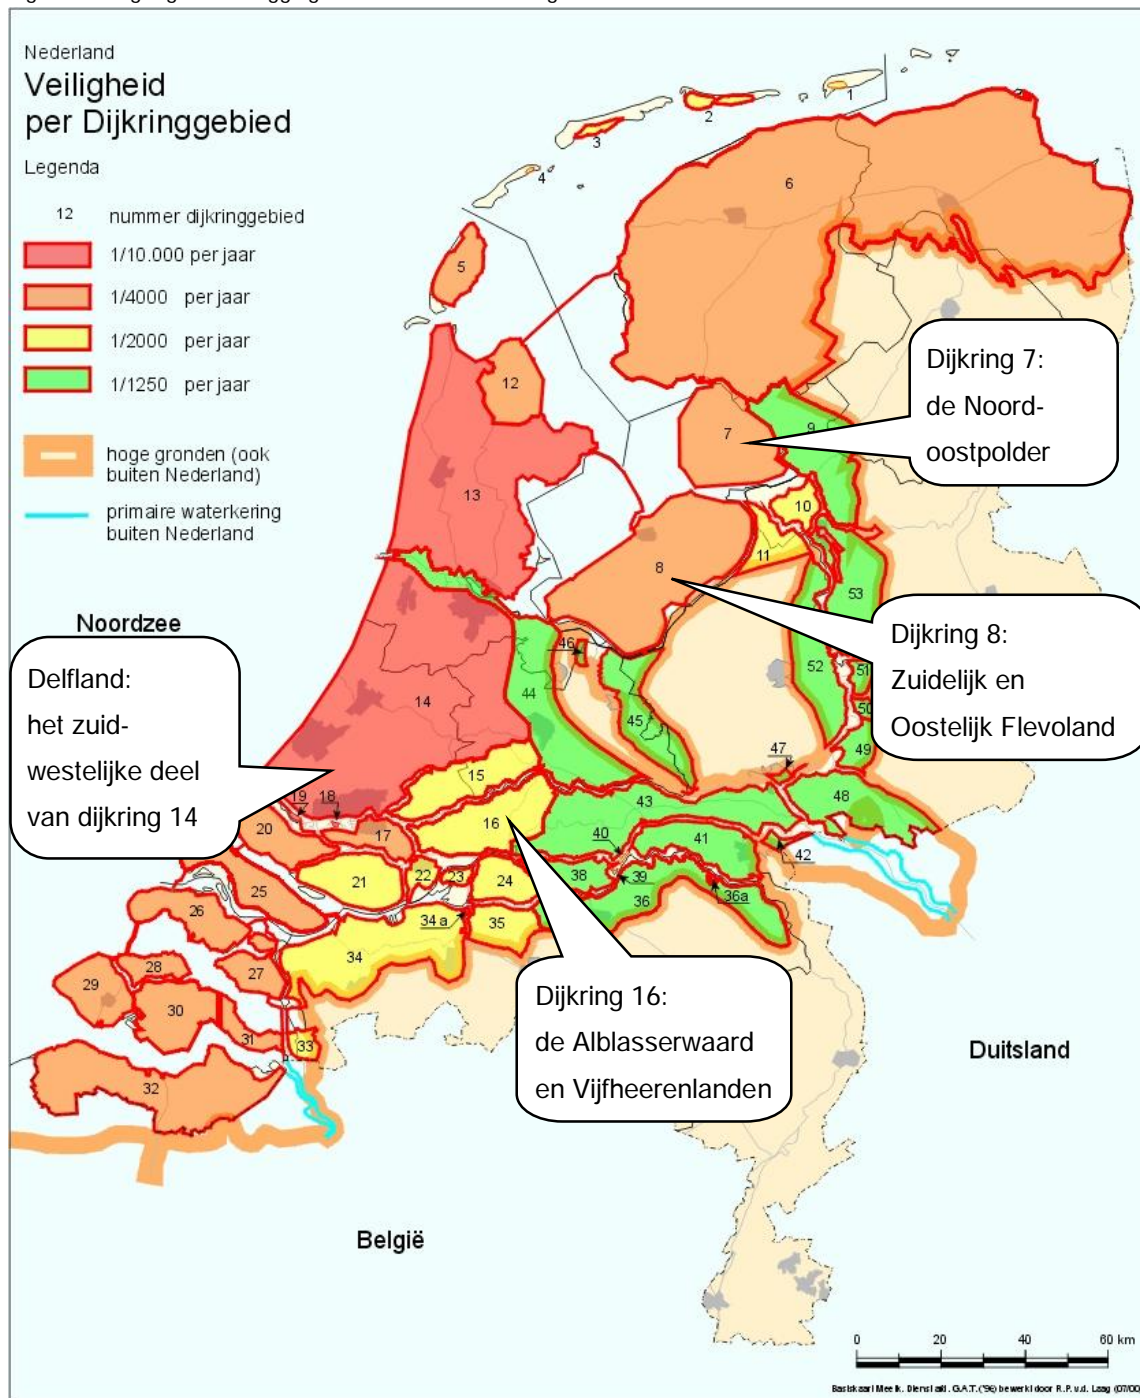 Nederland
Veiligheid
per Dijkringgebied
Legenda
12 nummer dijkringgebied
1/10.000 per jaar
1/4000 per jaar
1/2000 per jaar
1/1250 per jaar
hoge gronden (ook
buiten Nederland)
primaire waterkering
buiten Nederland
1
2
3
4
5
6
12
7
9
13
10
11
8
53
Dijkring 7:
de Noord-
oostpolder
Noordzee
46
52
51
50
49
Dijkring 8:
Zuidelijk en
Oostelijk Flevoland
14
44
45
47
48
Delfland:
het zuid-
westelijke deel
van dijkring 14
15
19
18
43
20
17
16
40
41
42
21
22
23
24
38
39
25
36
36a
26
34a
35
34
28
27
29
30
31
33
32
Dijkring 16:
de Alblasserwaard
en Vijfheerenlanden
Duitsland
België
0 20 40 60 km